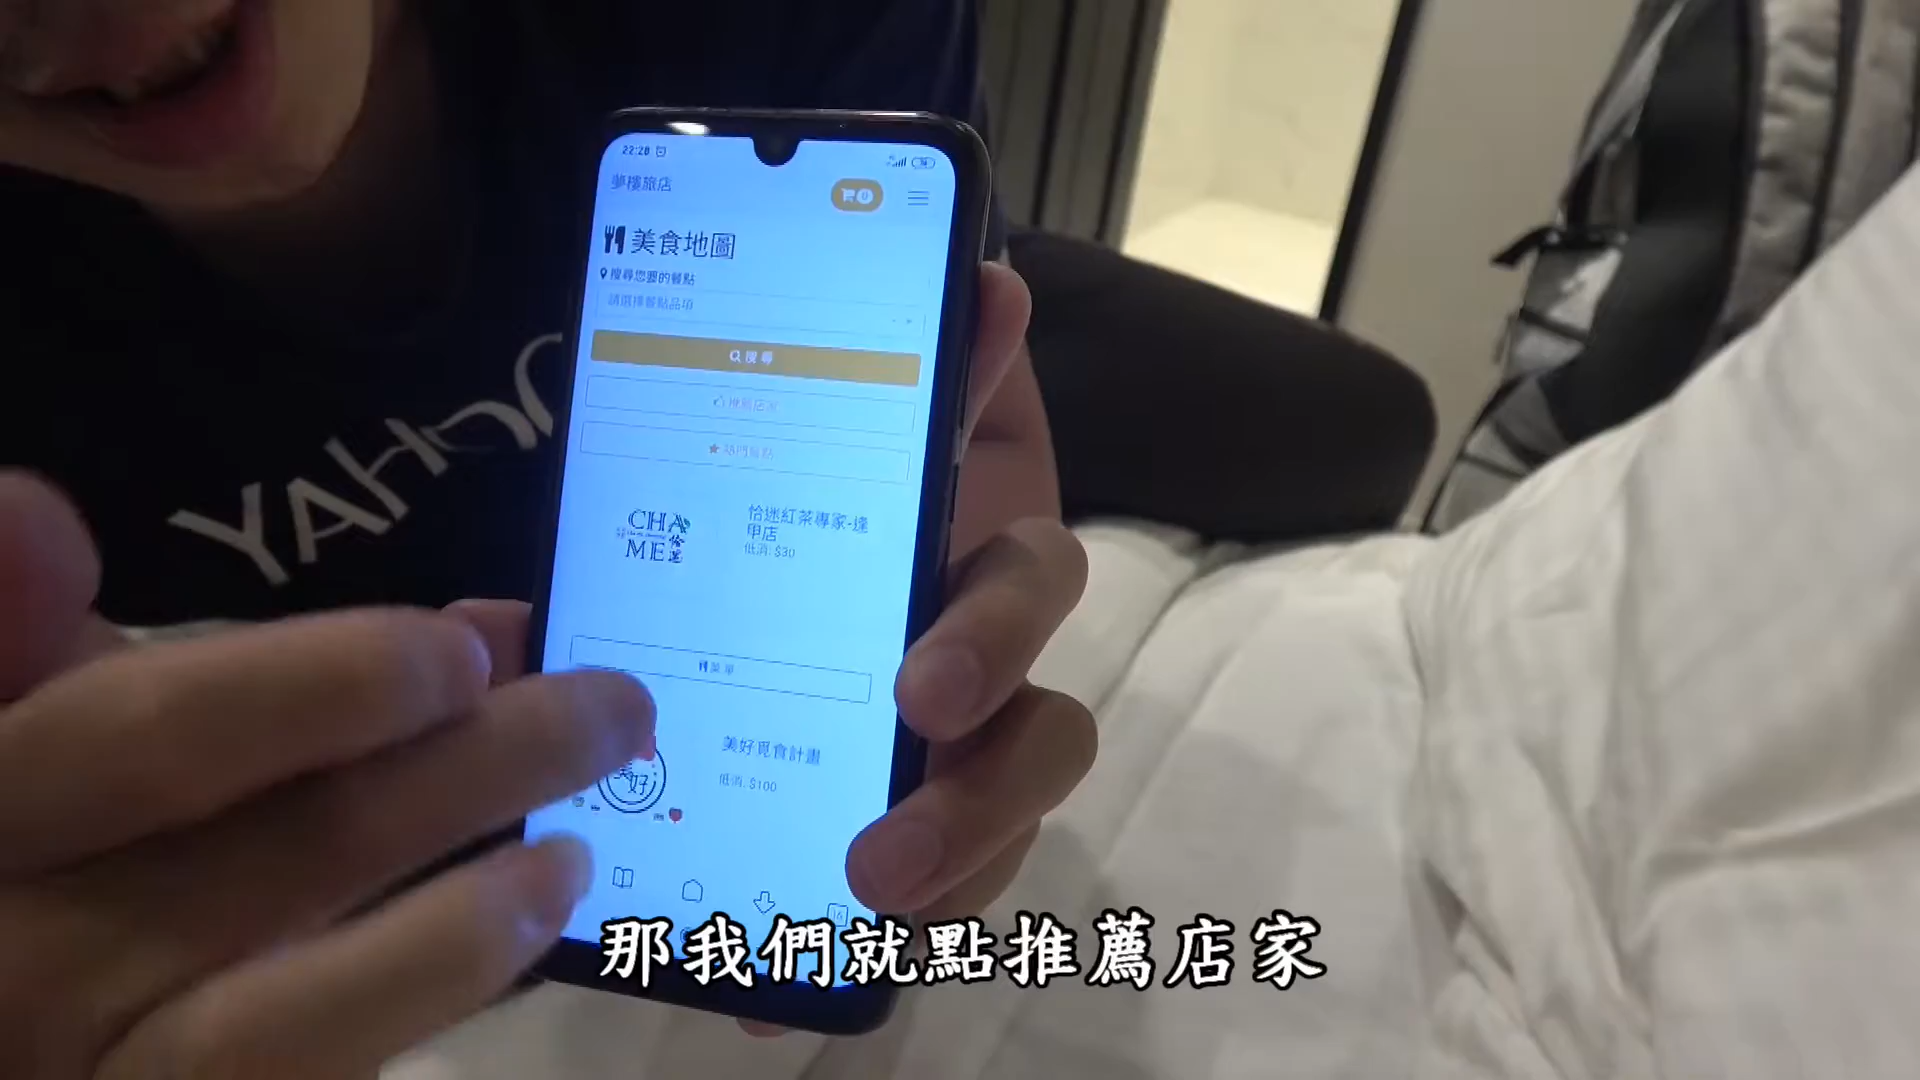 22:28
夢樓旅店
0
美食地圖
搜尋您要的餐點
請選擇餐點品項
搜尋
推薦店家
熱門餐點
CHA
ME
恰迷紅茶專家-逢
甲店
低消: $30
菜單
美好
美好覓食計畫
低消: $100
16
YAHOO
那我們就點推薦店家